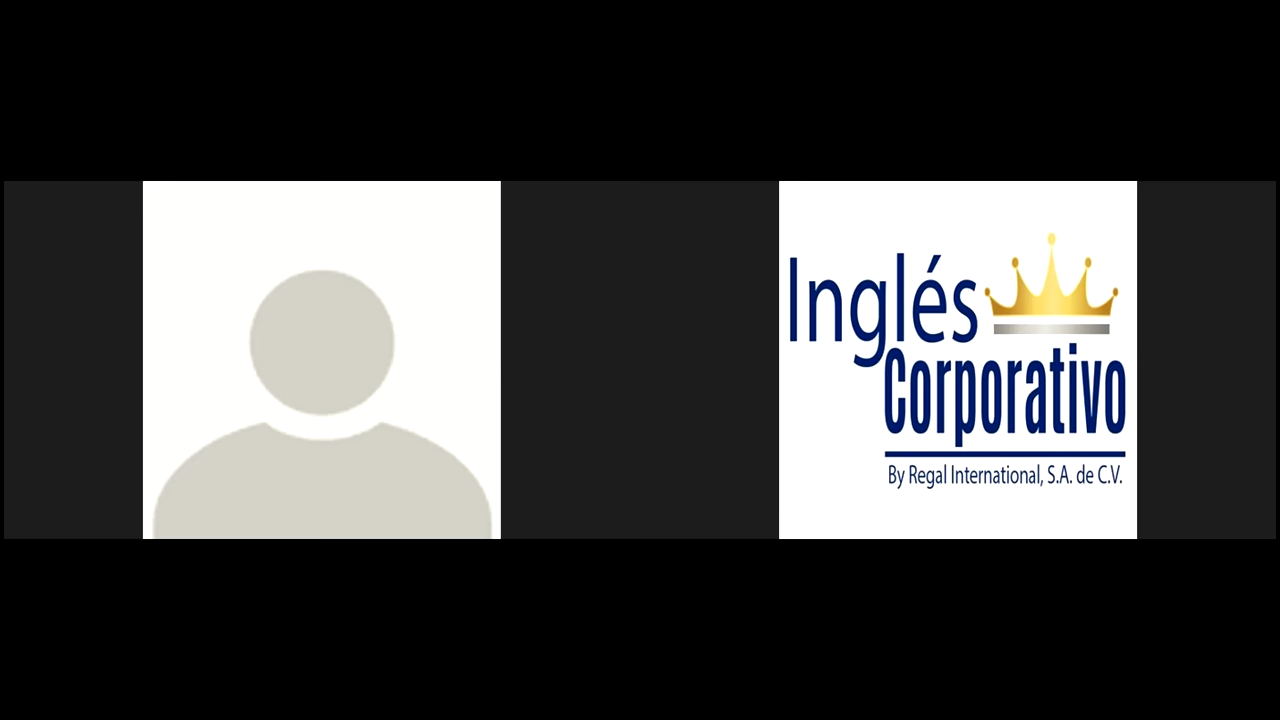 Inglés
Corporativo
By Regal International, S.A. de C.V.